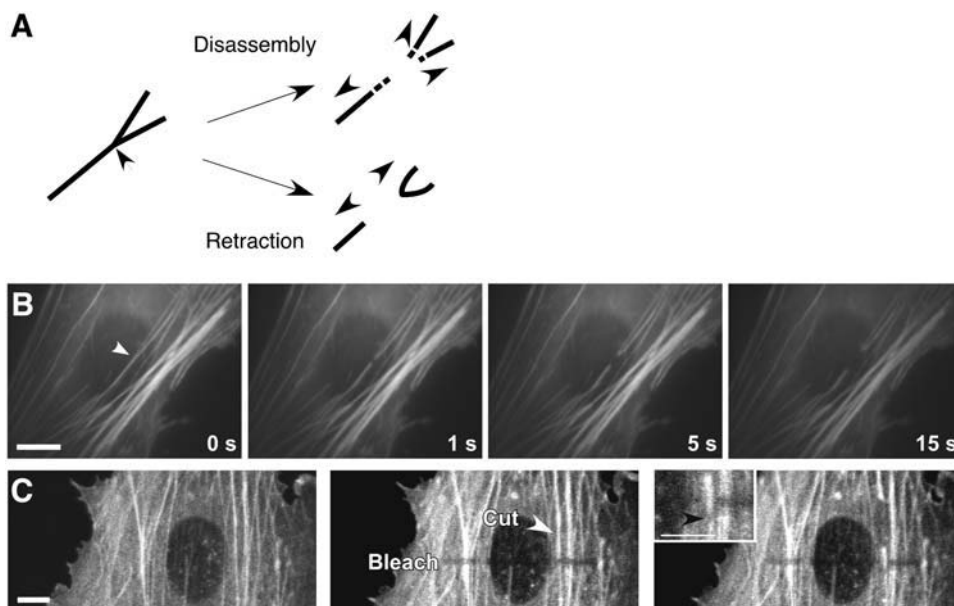 A
Disassembly
Retraction
B
0 s
1 s
5 s
15 s
C
Cut
Bleach